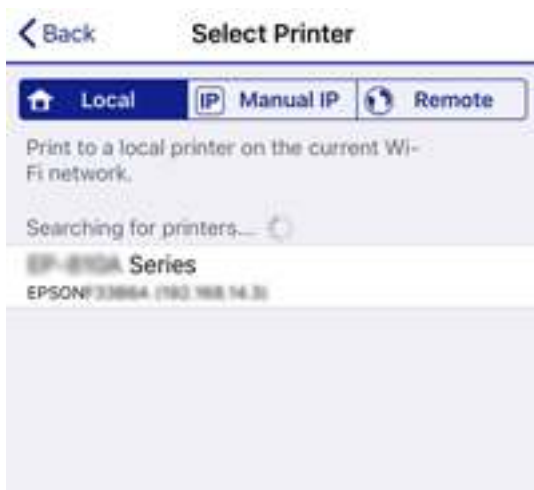 Back
Select Printer
Local
IP Manual IP
Remote
Print to a local printer on the current Wi-
Fi network.
Searching for printers...
Series
EPSON